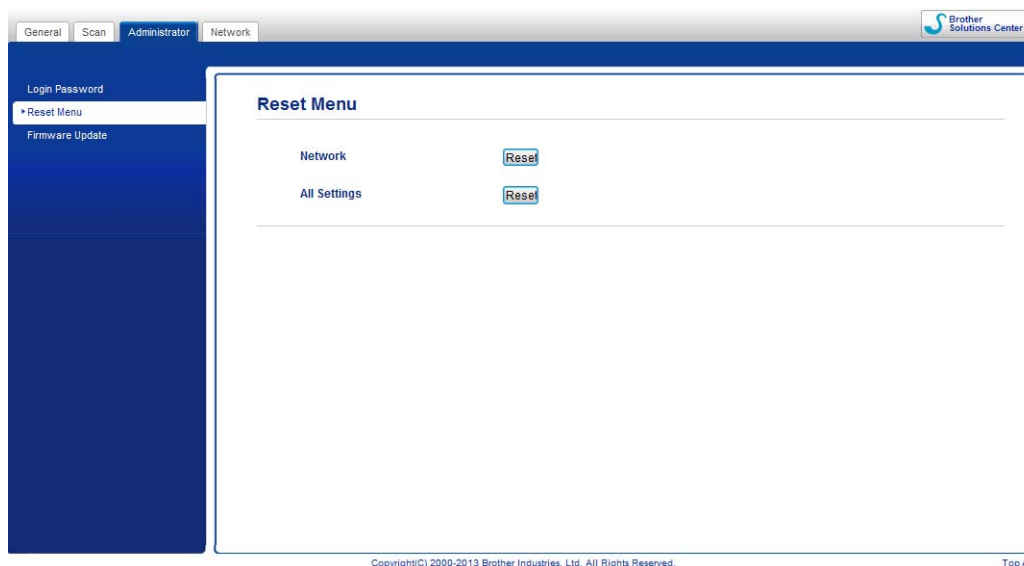 General Scan Administrator Network
Brother
Solutions Center
Login Password
Reset Menu
Firmware Update
Reset Menu
Network Reset
All Settings Reset
Copyright(C) 2000-2013 Brother Industries, Ltd. All Rights Reserved.
Top